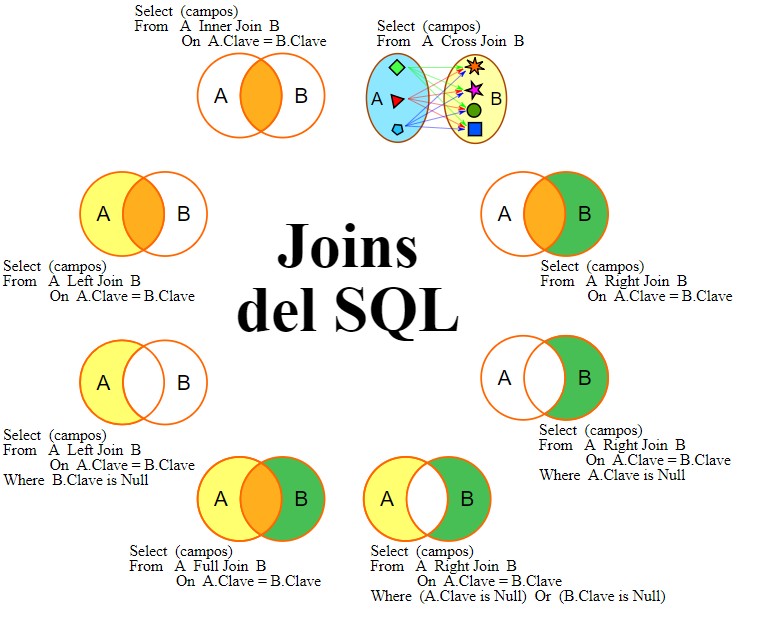 Select (campos)
From A Inner Join B
On A.Clave = B.Clave
A B
Select (campos)
From A Cross Join B
A B
A B
Select (campos)
From A Left Join B
On A.Clave = B.Clave
Joins
del SQL
A B
Select (campos)
From A Right Join B
On A.Clave = B.Clave
A B
Select (campos)
From A Left Join B
On A.Clave = B.Clave
Where B.Clave is Null
A B
Select (campos)
From A Right Join B
On A.Clave = B.Clave
Where A.Clave is Null
A B
Select (campos)
From A Full Join B
On A.Clave = B.Clave
A B
Select (campos)
From A Right Join B
On A.Clave = B.Clave
Where (A.Clave is Null) Or (B.Clave is Null)